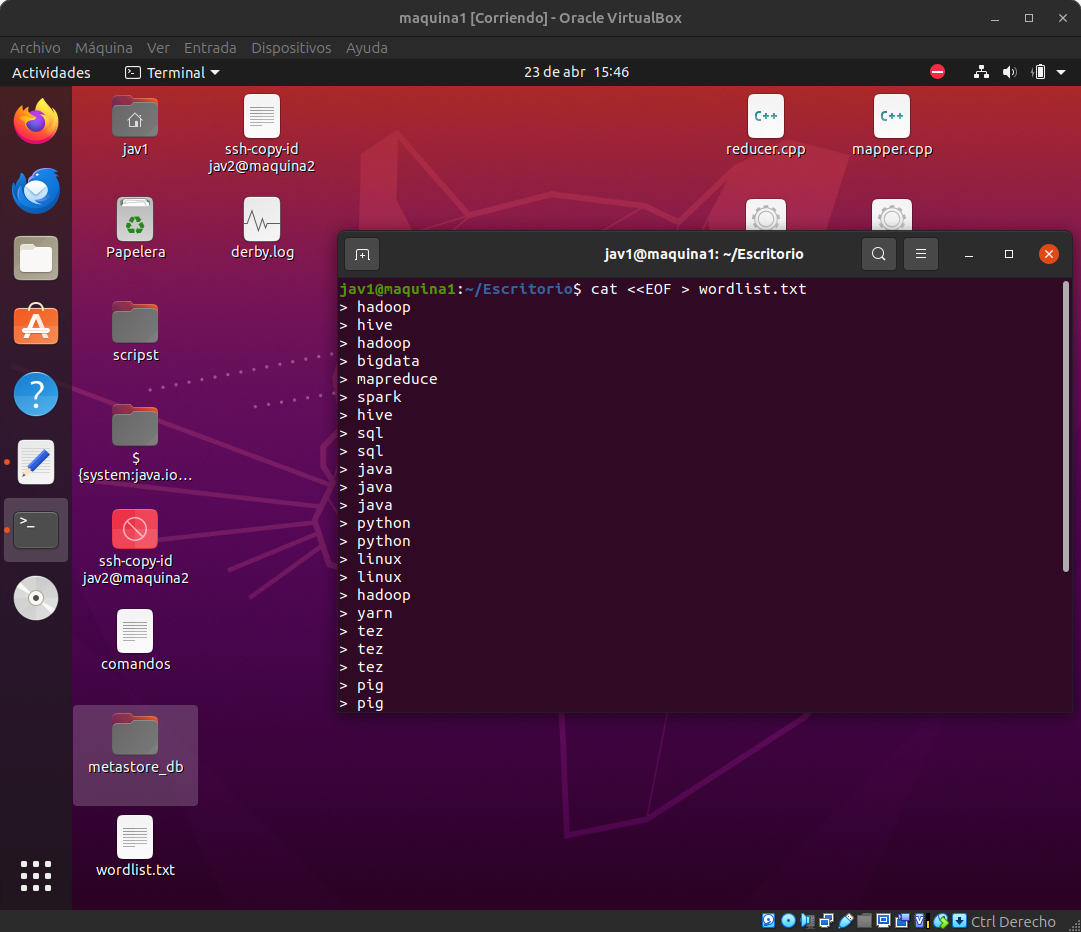 maquina1 [Corriendo] - Oracle VirtualBox
Archivo Máquina Ver Entrada Dispositivos Ayuda
Actividades Terminal 23 de abr 15:46
jav1
ssh-copy-id
jav2@maquina2
reducer.cpp
mapper.cpp
Papelera
derby.log
scripst
$
{system:java.io…
ssh-copy-id
jav2@maquina2
comandos
metastore_db
wordlist.txt
jav1@maquina1: ~/Escritorio
jav1@maquina1:~/Escritorio$ cat <<EOF > wordlist.txt
> hadoop
> hive
> hadoop
> bigdata
> mapreduce
> spark
> hive
> sql
> sql
> java
> java
> java
> python
> python
> linux
> linux
> hadoop
> yarn
> tez
> tez
> tez
> pig
> pig
Ctrl Derecho